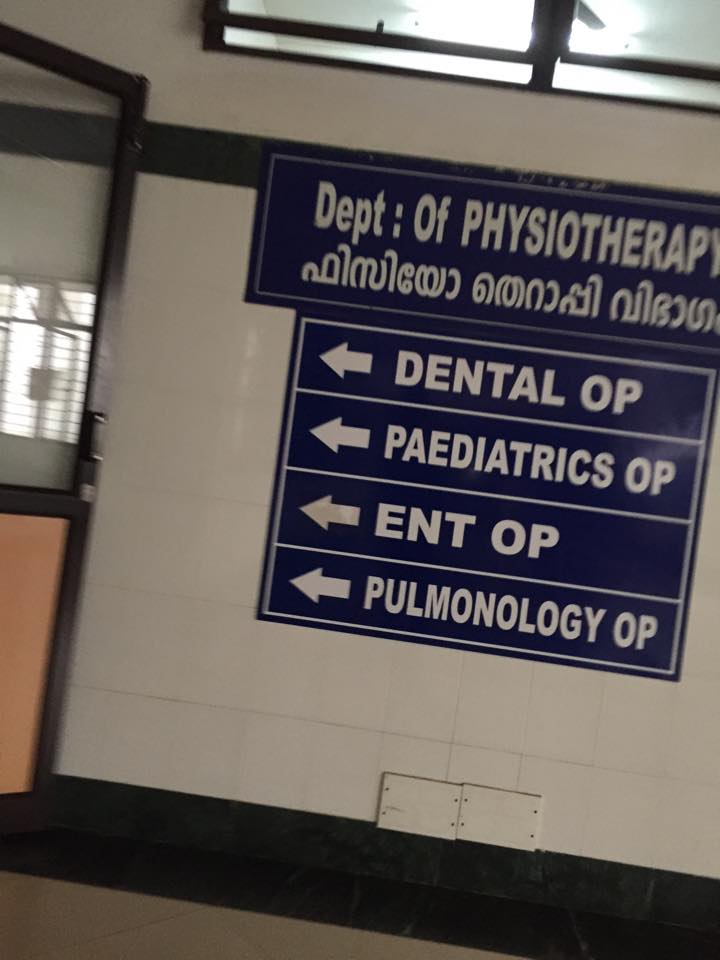 Dept : Of PHYSIOTHERAPY
ഫിസിയോ തെറാപ്പി വിഭാഗം
DENTAL OP
PAEDIATRICS OP
ENT OP
PULMONOLOGY OP